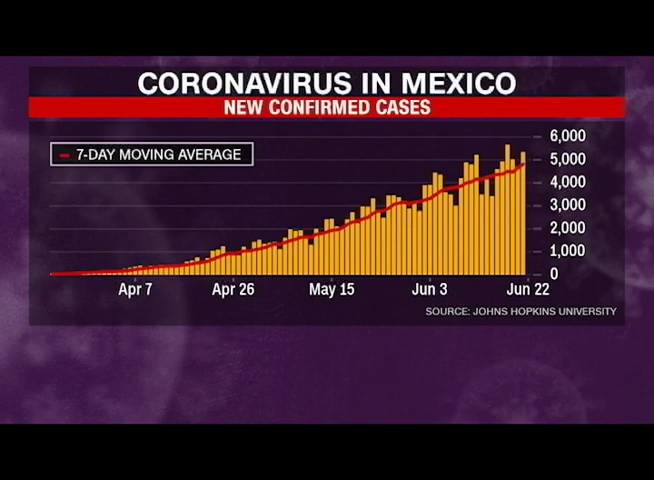 CORONAVIRUS IN MEXICO
NEW CONFIRMED CASES
7-DAY MOVING AVERAGE
6,000
5,000
4,000
3,000
2,000
1,000
0
Apr 7 Apr 26 May 15 Jun 3 Jun 22
SOURCE: JOHNS HOPKINS UNIVERSITY